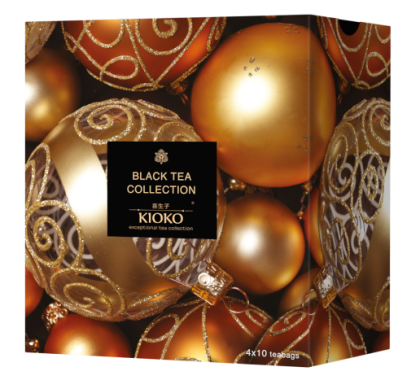 BLACK TEA
COLLECTION
KIOKO
®
exceptional tea collection
4x10 teabags